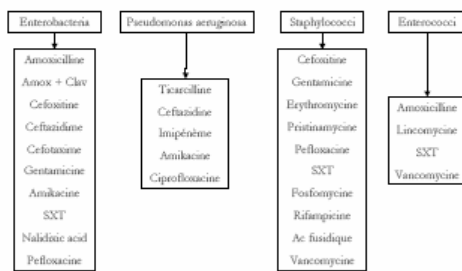 Enterobacteria
Amoxicilline
Amox + Clav
Cefoxitine
Ceftazidime
Cefotaxime
Gentamicine
Amikacine
SXT
Nalidixic acid
Pefloxacine
Pseudomonas aeruginosa
Ticarcilline
Ceftazidine
Imipénème
Amikacine
Ciprofloxacine
Staphylococci
Cefoxitine
Gentamicine
Erythromycine
Pristinamycine
Pefloxacine
SXT
Fosfomycine
Rifampicine
Ac fusidique
Vancomycine
Enterococci
Amoxicilline
Lincomycine
SXT
Vancomycine